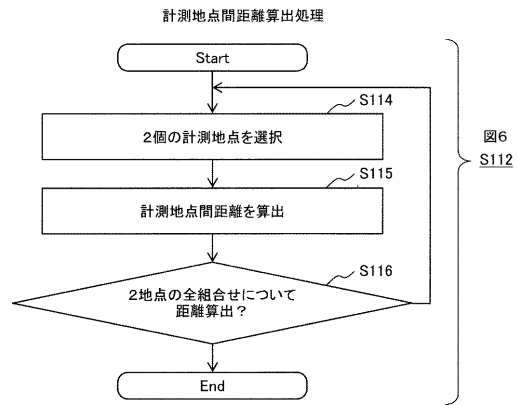 計測地点間距離算出処理
Start
S114
2個の計測地点を選択
S115
計測地点間距離を算出
S116
2地点の全組合せについて
距離算出？
End
図6
S112